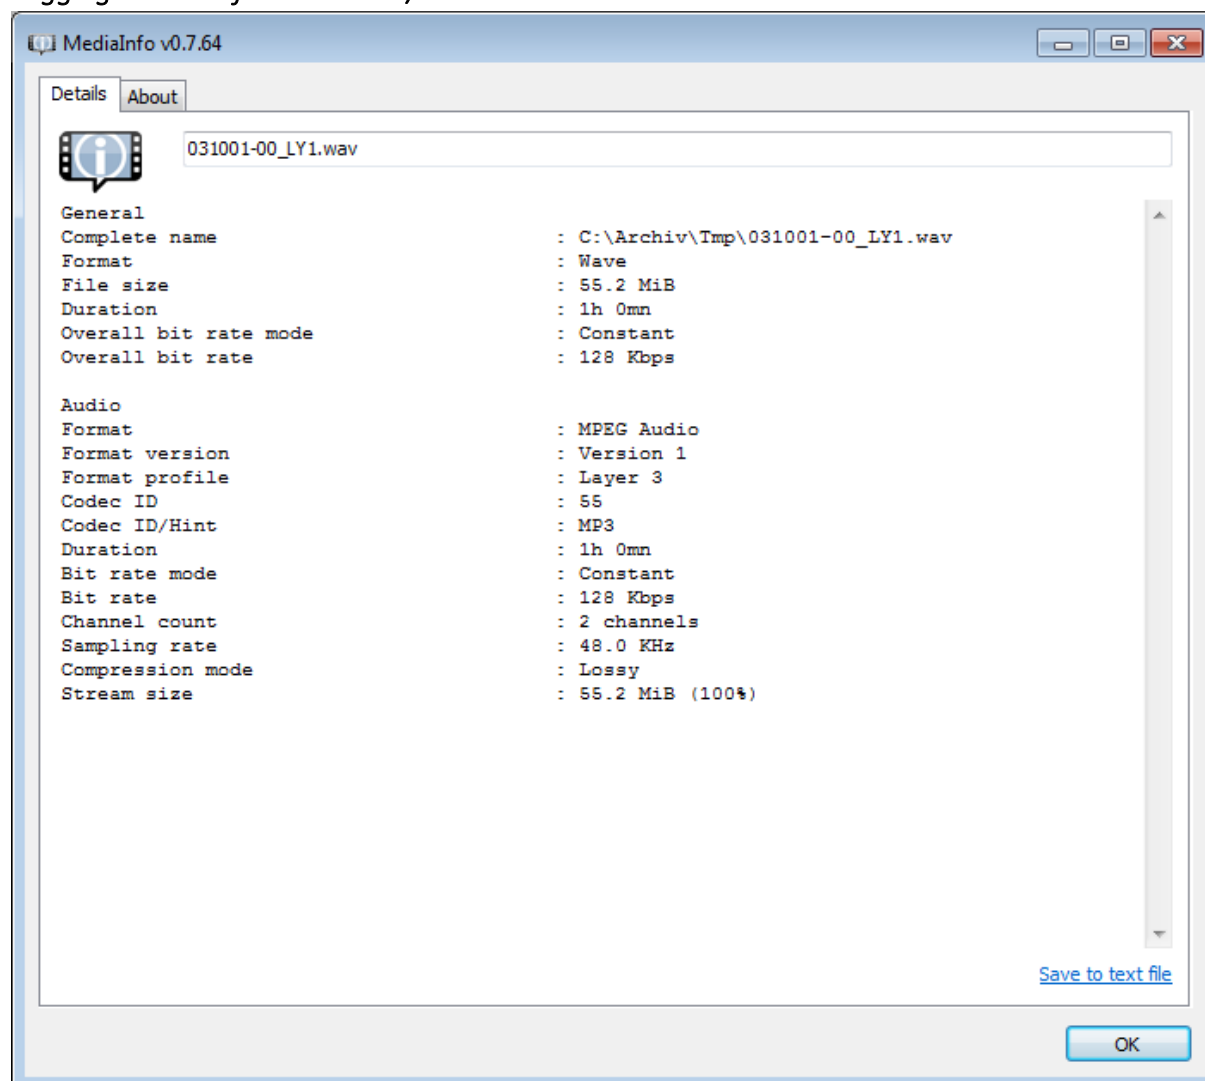 MediaInfo v0.7.64
Details About
031001-00_LY1.wav
General
Complete name : C:\Archiv\Tmp\031001-00_LY1.wav
Format : Wave
File size : 55.2 MiB
Duration : 1h 0mn
Overall bit rate mode : Constant
Overall bit rate : 128 Kbps
Audio
Format : MPEG Audio
Format version : Version 1
Format profile : Layer 3
Codec ID : 55
Codec ID/Hint : MP3
Duration : 1h 0mn
Bit rate mode : Constant
Bit rate : 128 Kbps
Channel count : 2 channels
Sampling rate : 48.0 KHz
Compression mode : Lossy
Stream size : 55.2 MiB (100%)
Save to text file
OK